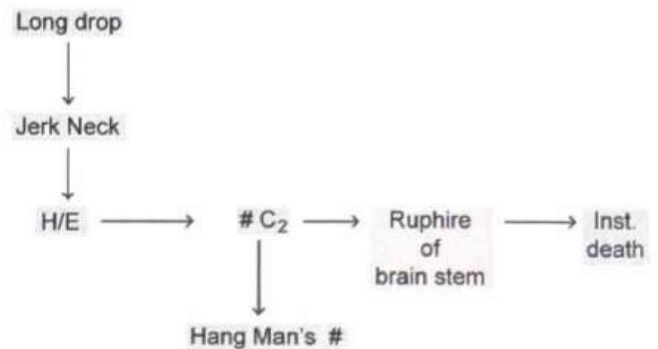 Long drop
Jerk Neck
H/E
# C₂
Ruphire
of
brain stem
Inst.
death
Hang Man's #